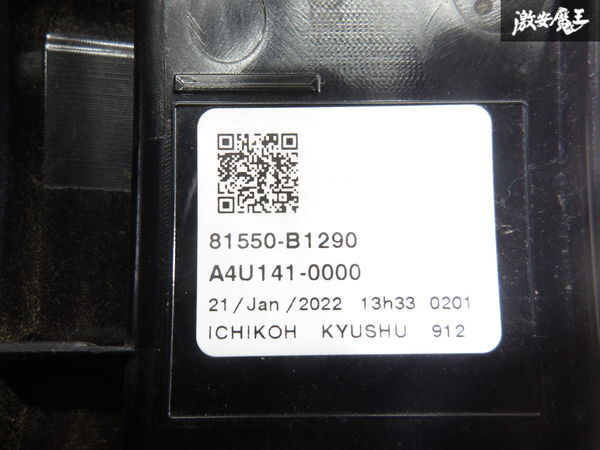 激安魔王
81550-B1290
A4U141-0000
21/Jan/2022 13h33 0201
ICHIKOH KYUSHU 912